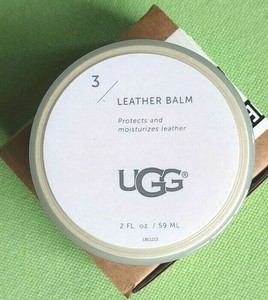 3
LEATHER BALM
Protects and
moisturizes leather
UGG®
2 FL. oz / 59 ML